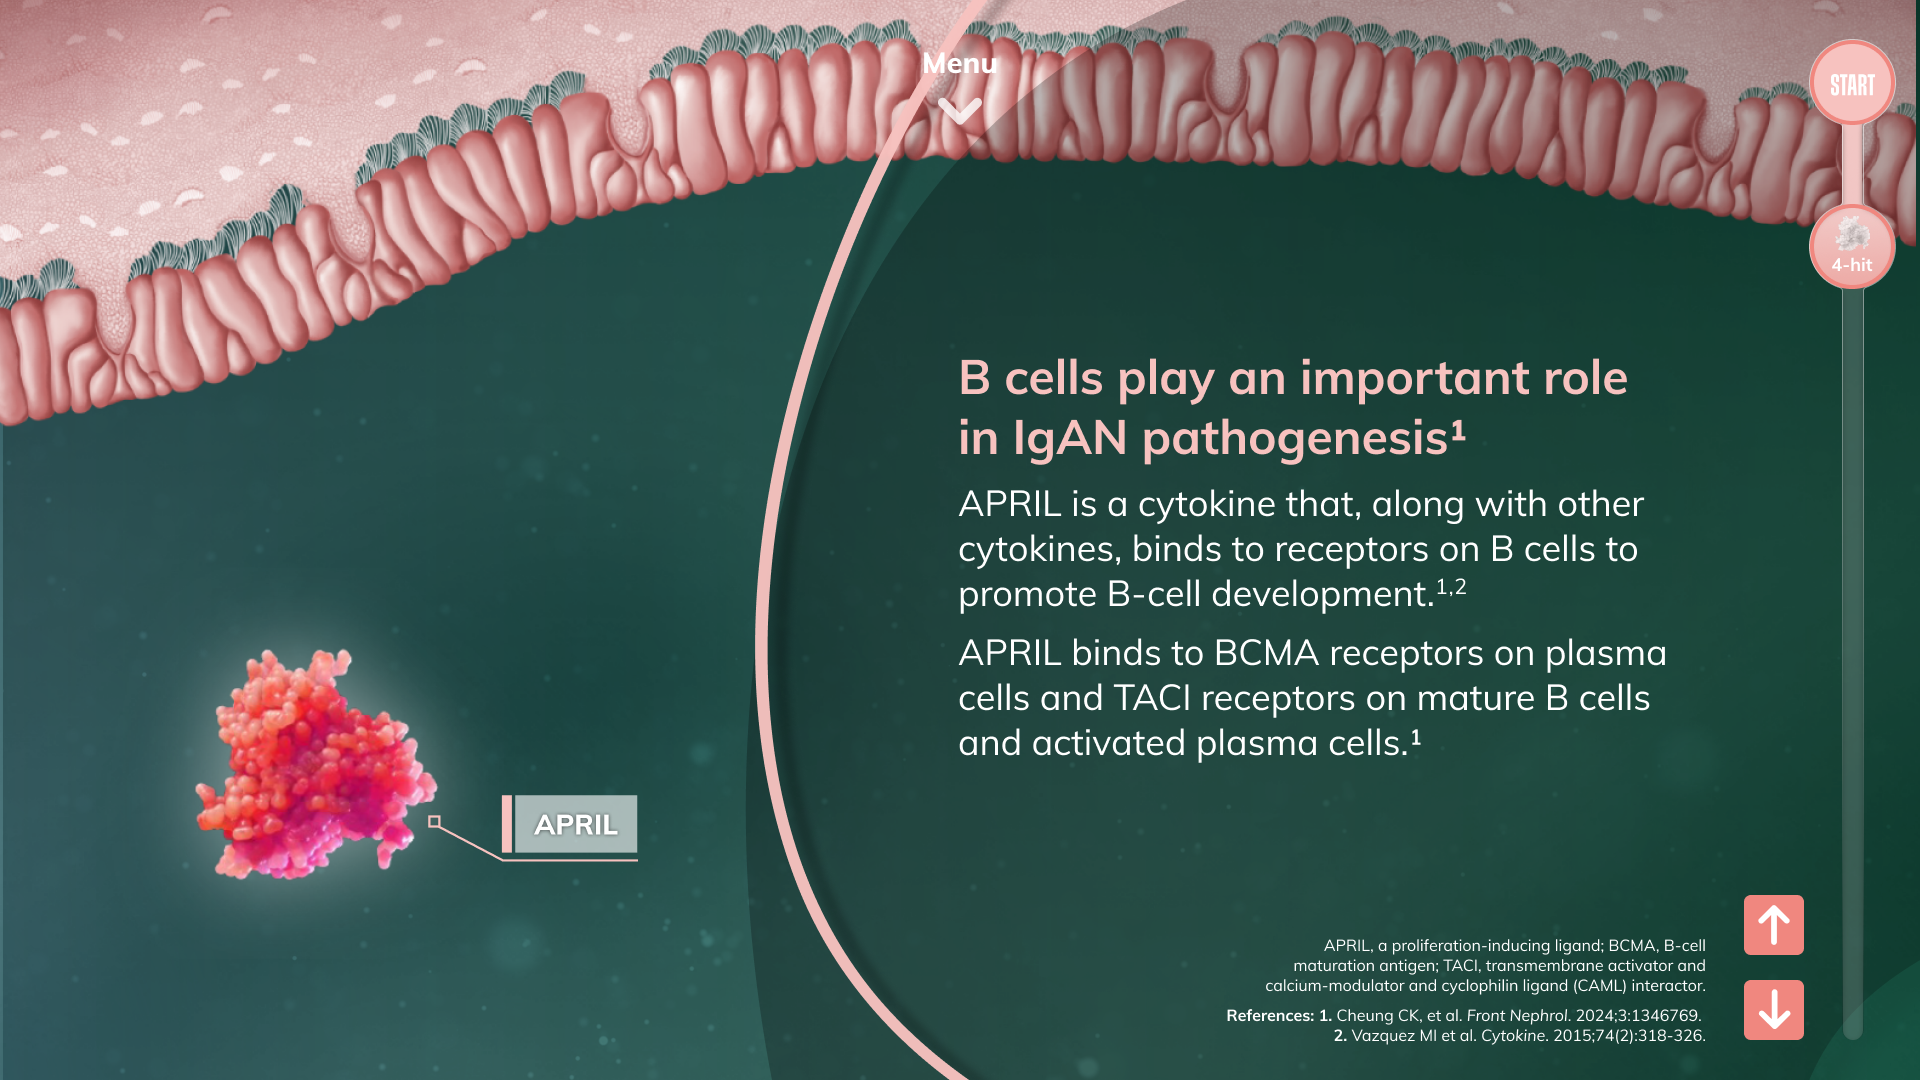 Menu
START
4-hit
B cells play an important role
in IgAN pathogenesis¹
APRIL is a cytokine that, along with other
cytokines, binds to receptors on B cells to
promote B-cell development.¹,²
APRIL binds to BCMA receptors on plasma
cells and TACI receptors on mature B cells
and activated plasma cells.¹
APRIL
APRIL, a proliferation-inducing ligand; BCMA, B-cell
maturation antigen; TACI, transmembrane activator and
calcium-modulator and cyclophilin ligand (CAML) interactor.
References: 1. Cheung CK, et al. Front Nephrol. 2024;3:1346769.
2. Vazquez MI et al. Cytokine. 2015;74(2):318-326.